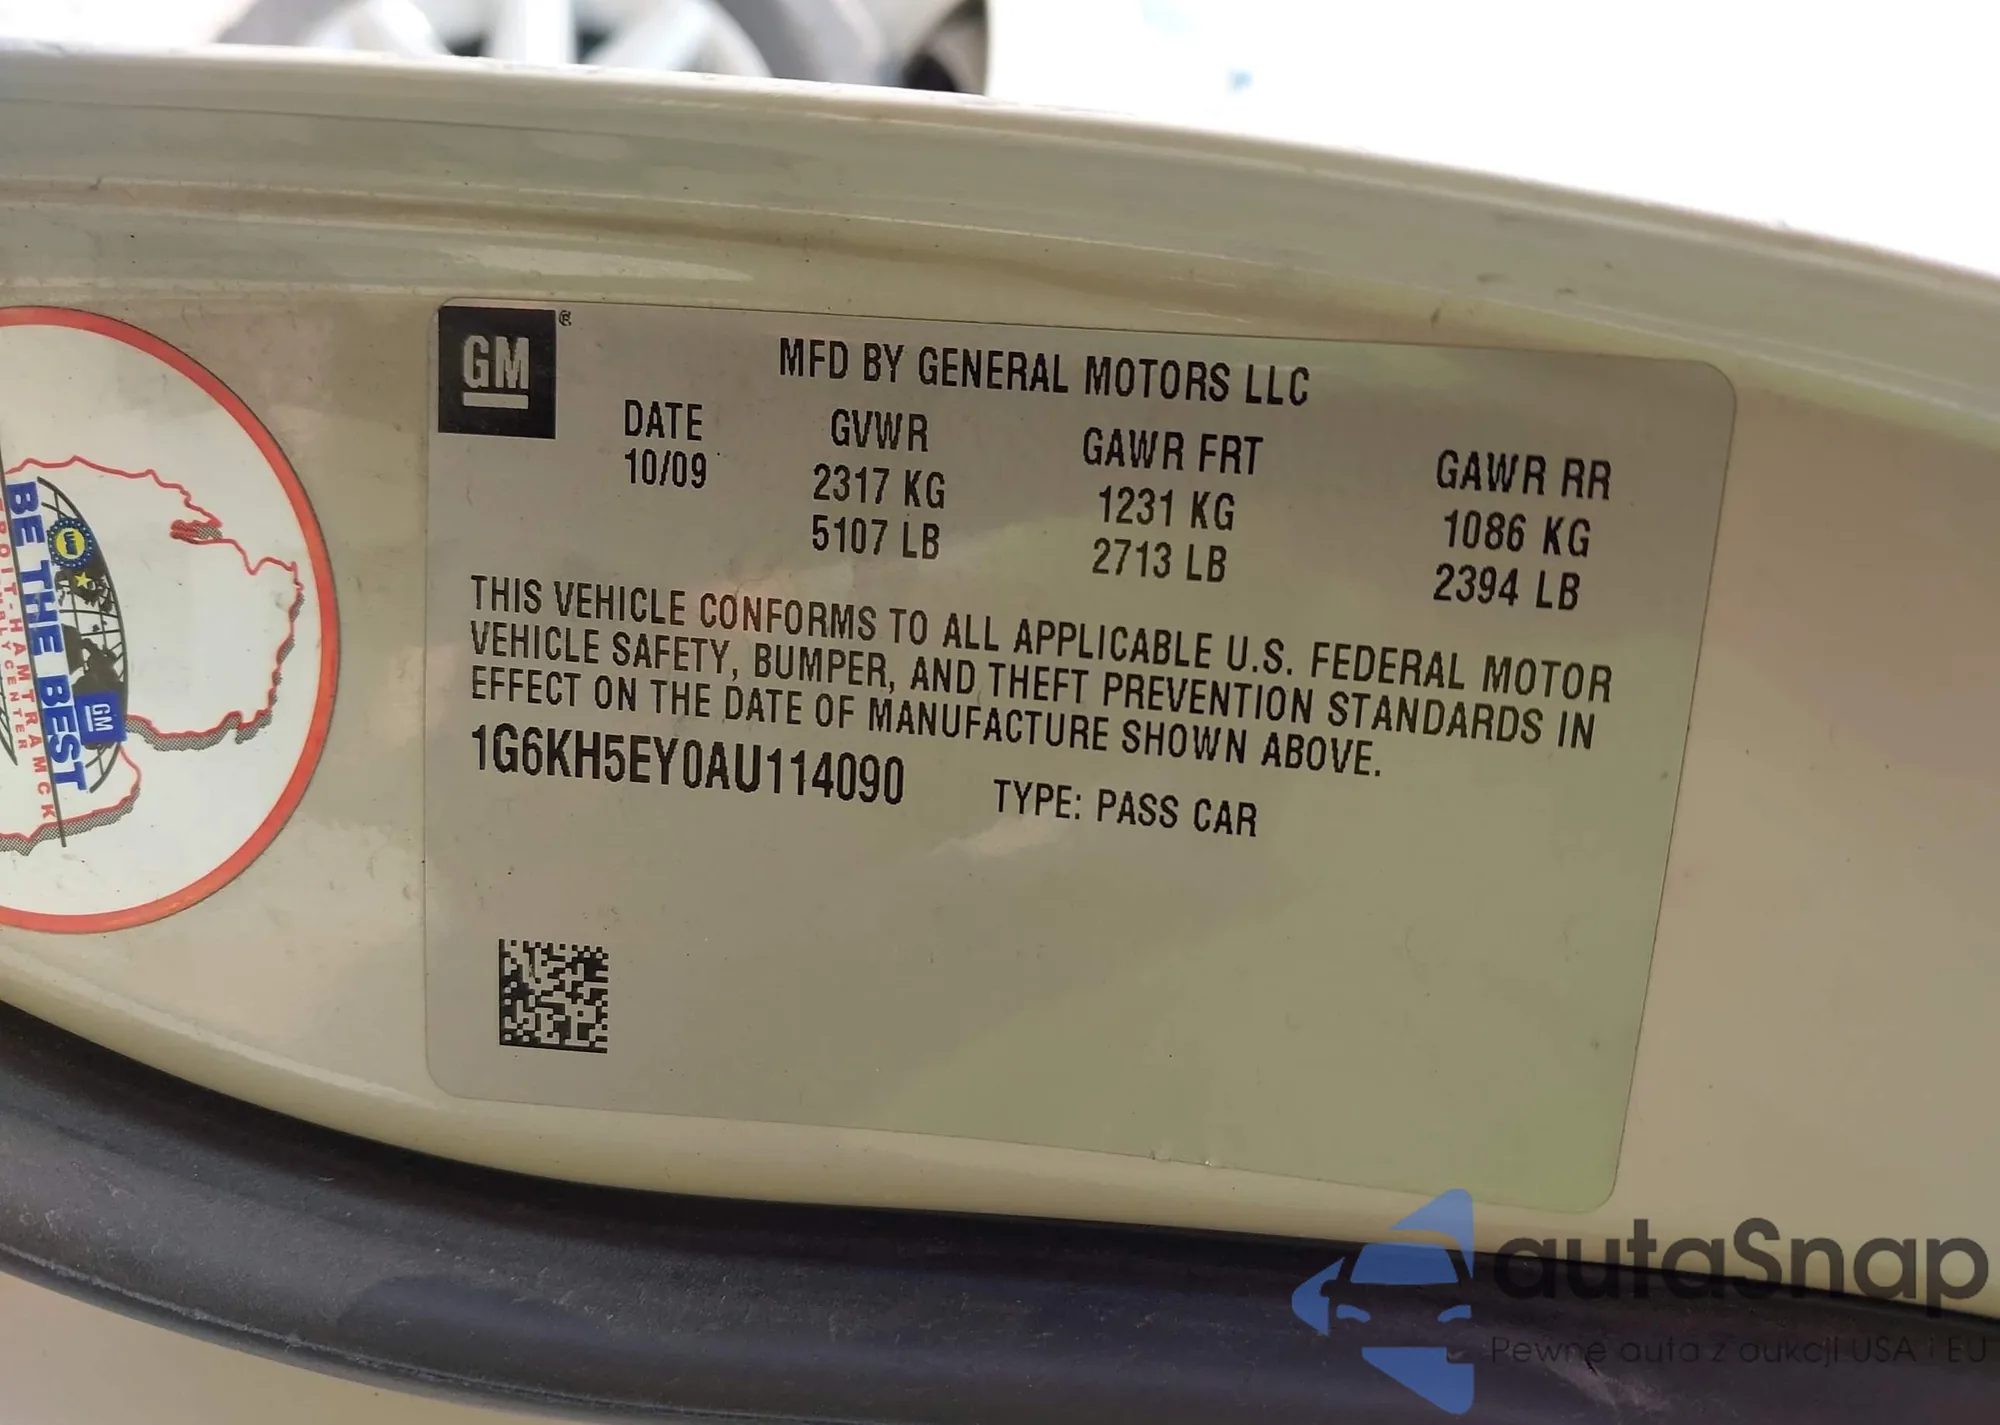 GM ®
MFD BY GENERAL MOTORS LLC
DATE GVWR GAWR FRT GAWR RR
10/09 2317 KG 1231 KG 1086 KG
5107 LB 2713 LB 2394 LB
THIS VEHICLE CONFORMS TO ALL APPLICABLE U.S. FEDERAL MOTOR
VEHICLE SAFETY, BUMPER, AND THEFT PREVENTION STANDARDS IN
EFFECT ON THE DATE OF MANUFACTURE SHOWN ABOVE.
1G6KH5EY0AU114090 TYPE: PASS CAR
BE THE BEST
GM
HAMTRAMCK
autaSnap
Pewne auta z aukcji USA i EU